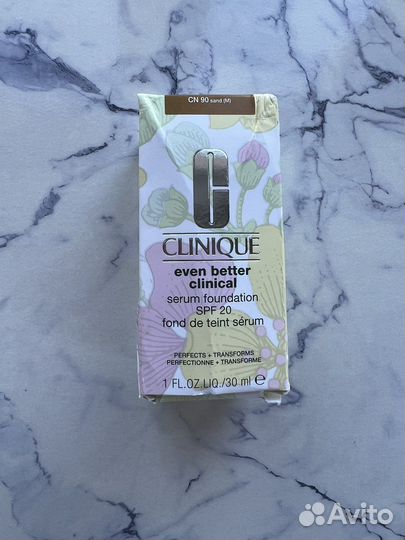 CN 90 sand (M)
CLINIQUE
even better
clinical
serum foundation
SPF 20
fond de teint sérum
PERFECTS + TRANSFORMS
PERFECTIONNE + TRANSFORME
1 FL.OZ.LIQ./30 ml ℮
Avito